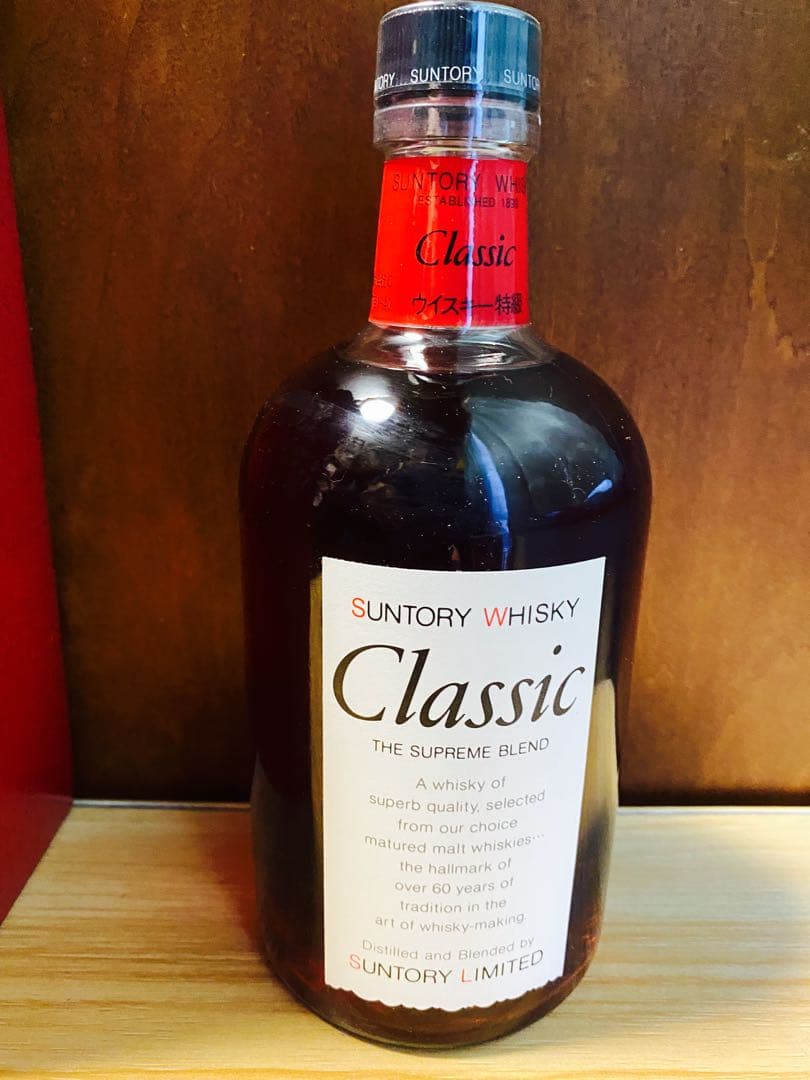 SUNTORY SUNTO
SUNTORY WHIS
ESTABLISHED 1899
Classic
ウイスキー特級
SUNTORY WHISKY
Classic
THE SUPREME BLEND
A whisky of
superb quality, selected
from our choice
matured malt whiskies…
the hallmark of
over 60 years of
tradition in the
art of whisky-making.
Distilled and Blended by
SUNTORY LIMITED